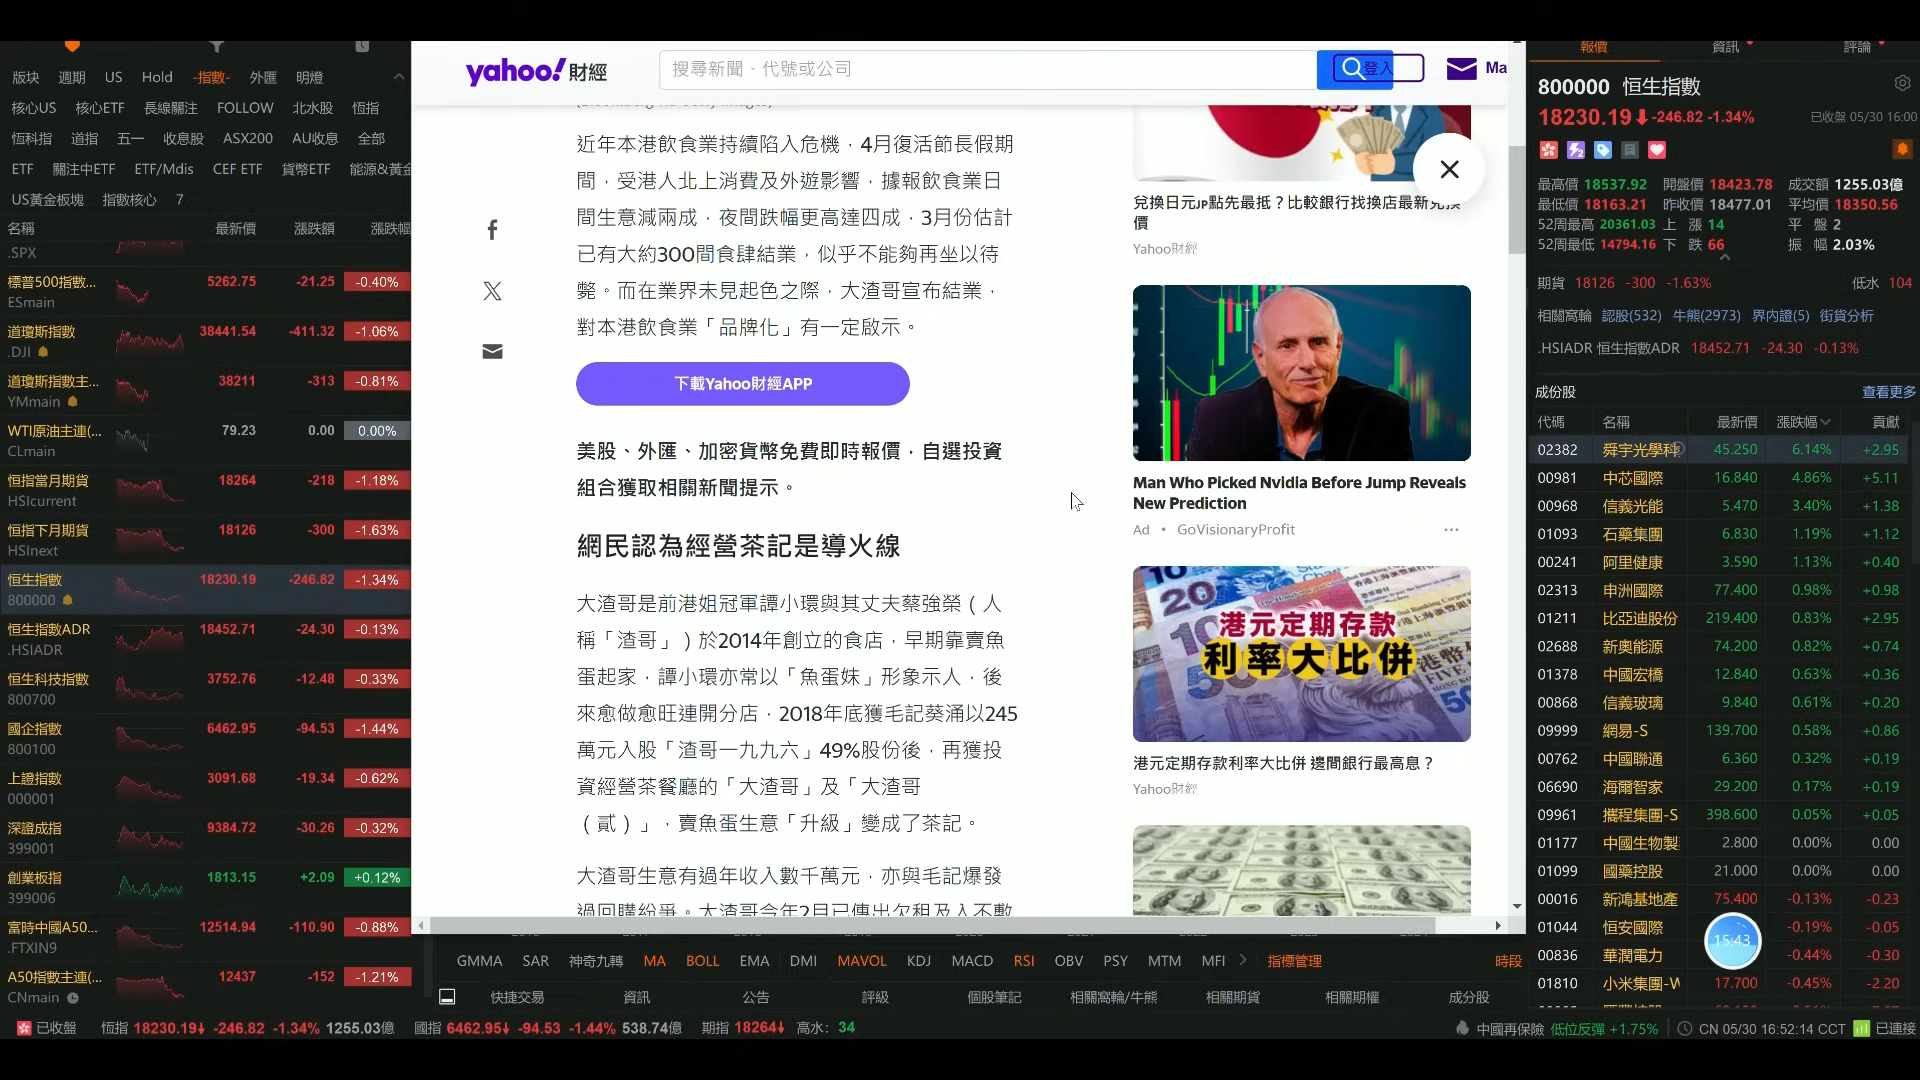 版块 週期 US Hold -指數- 外匯 明燈
核心US 核心ETF 長線關注 FOLLOW 北水股 恆指
恆科指 道指 五一 收息股 ASX200 AU收息 全部
ETF 關注中ETF ETF/Mdis CEF ETF 貨幣ETF 能源&黃金
US黃金板塊 指數核心 7
名稱 最新價 漲跌額 漲跌幅
.SPX
標普500指數... 5262.75 -21.25 -0.40%
ESmain
道瓊斯指數 38441.54 -411.32 -1.06%
.DJI
道瓊斯指數主... 38211 -313 -0.81%
YMmain
WTI原油主連(... 79.23 0.00 0.00%
CLmain
恒指當月期貨 18264 -218 -1.18%
HSIcurrent
恒指下月期貨 18126 -300 -1.63%
HSInext
恒生指數 18230.19 -246.82 -1.34%
800000
恒生指數ADR 18452.71 -24.30 -0.13%
.HSIADR
恒生科技指數 3752.76 -12.48 -0.33%
800700
國企指數 6462.95 -94.53 -1.44%
800100
上證指數 3091.68 -19.34 -0.62%
000001
深證成指 9384.72 -30.26 -0.32%
399001
創業板指 1813.15 +2.09 +0.12%
399006
富時中國A50... 12514.94 -110.90 -0.88%
.FTXIN9
A50指數主連(... 12437 -152 -1.21%
CNmain
yahoo!財經
搜尋新聞、代號或公司
登入
Ma
近年本港飲食業持續陷入危機，4月復活節長假期
間，受港人北上消費及外遊影響，據報飲食業日
間生意減兩成，夜間跌幅更高達四成，3月份估計
已有大約300間食肆結業，似乎不能夠再坐以待
斃。而在業界未見起色之際，大渣哥宣布結業，
對本港飲食業「品牌化」有一定啟示。
下載Yahoo財經APP
美股、外匯、加密貨幣免費即時報價，自選投資
組合獲取相關新聞提示。
網民認為經營茶記是導火線
大渣哥是前港姐冠軍譚小環與其丈夫蔡強榮（人
稱「渣哥」）於2014年創立的食店，早期靠賣魚
蛋起家，譚小環亦常以「魚蛋妹」形象示人，後
來愈做愈旺連開分店，2018年底獲毛記葵涌以245
萬元入股「渣哥一九九六」49%股份後，再獲投
資經營茶餐廳的「大渣哥」及「大渣哥
（貳）」，賣魚蛋生意「升級」變成了茶記。
大渣哥生意有過年收入數千萬元，亦與毛記爆發
過回購紛爭。大渣哥今年2月已傳出欠租及入不敷
兌換日元JP點先最抵？比較銀行找換店最新兌換
價
Yahoo財經
Man Who Picked Nvidia Before Jump Reveals
New Prediction
Ad • GoVisionaryProfit ...
港元定期存款
利率大比併
港元定期存款利率大比併 邊間銀行最高息？
Yahoo財經
GMMA SAR 神奇九轉 MA BOLL EMA DMI MAVOL KDJ MACD RSI OBV PSY MTM MFI 指標管理 時段
快捷交易 資訊 公告 評級 個股筆記 相關窩輪/牛熊 相關期貨 相關期權 成分股
報價 資訊 評論
800000 恒生指數
18230.19 -246.82 -1.34% 已收盤 05/30 16:00
最高價 18537.92 開盤價 18423.78 成交額 1255.03億
最低價 18163.21 昨收價 18477.01 平均價 18350.56
52周最高 20361.03 上 漲 14 平 盤 2
52周最低 14794.16 下 跌 66 振 幅 2.03%
期貨 18126 -300 -1.63% 低水 104
相關窩輪 認股(532) 牛熊(2973) 界內證(5) 街貨分析
.HSIADR 恒生指數ADR 18452.71 -24.30 -0.13%
成份股 查看更多
代碼 名稱 最新價 漲跌幅 貢獻
02382 舜宇光學科 45.250 6.14% +2.95
00981 中芯國際 16.840 4.86% +5.11
00968 信義光能 5.470 3.40% +1.38
01093 石藥集團 6.830 1.19% +1.12
00241 阿里健康 3.590 1.13% +0.40
02313 申洲國際 77.400 0.98% +0.98
01211 比亞迪股份 219.400 0.83% +2.95
02688 新奧能源 74.200 0.82% +0.74
01378 中國宏橋 12.840 0.63% +0.36
00868 信義玻璃 9.840 0.61% +0.20
09999 網易-S 139.700 0.58% +0.86
00762 中國聯通 6.360 0.32% +0.19
06690 海爾智家 29.200 0.17% +0.19
09961 攜程集團-S 398.600 0.05% +0.05
01177 中國生物製 2.800 0.00% 0.00
01099 國藥控股 21.000 0.00% 0.00
00016 新鴻基地產 75.400 -0.13% -0.23
01044 恒安國際 -0.19% -0.05
00836 華潤電力 -0.44% -0.30
01810 小米集團-W 17.700 -0.45% -2.20
15:43
已收盤 恆指 18230.19 -246.82 -1.34% 1255.03億 國指 6462.95 -94.53 -1.44% 538.74億 期指 18264 高水: 34
中國再保險 低位反彈 +1.75% CN 05/30 16:52:14 CCT 已連接